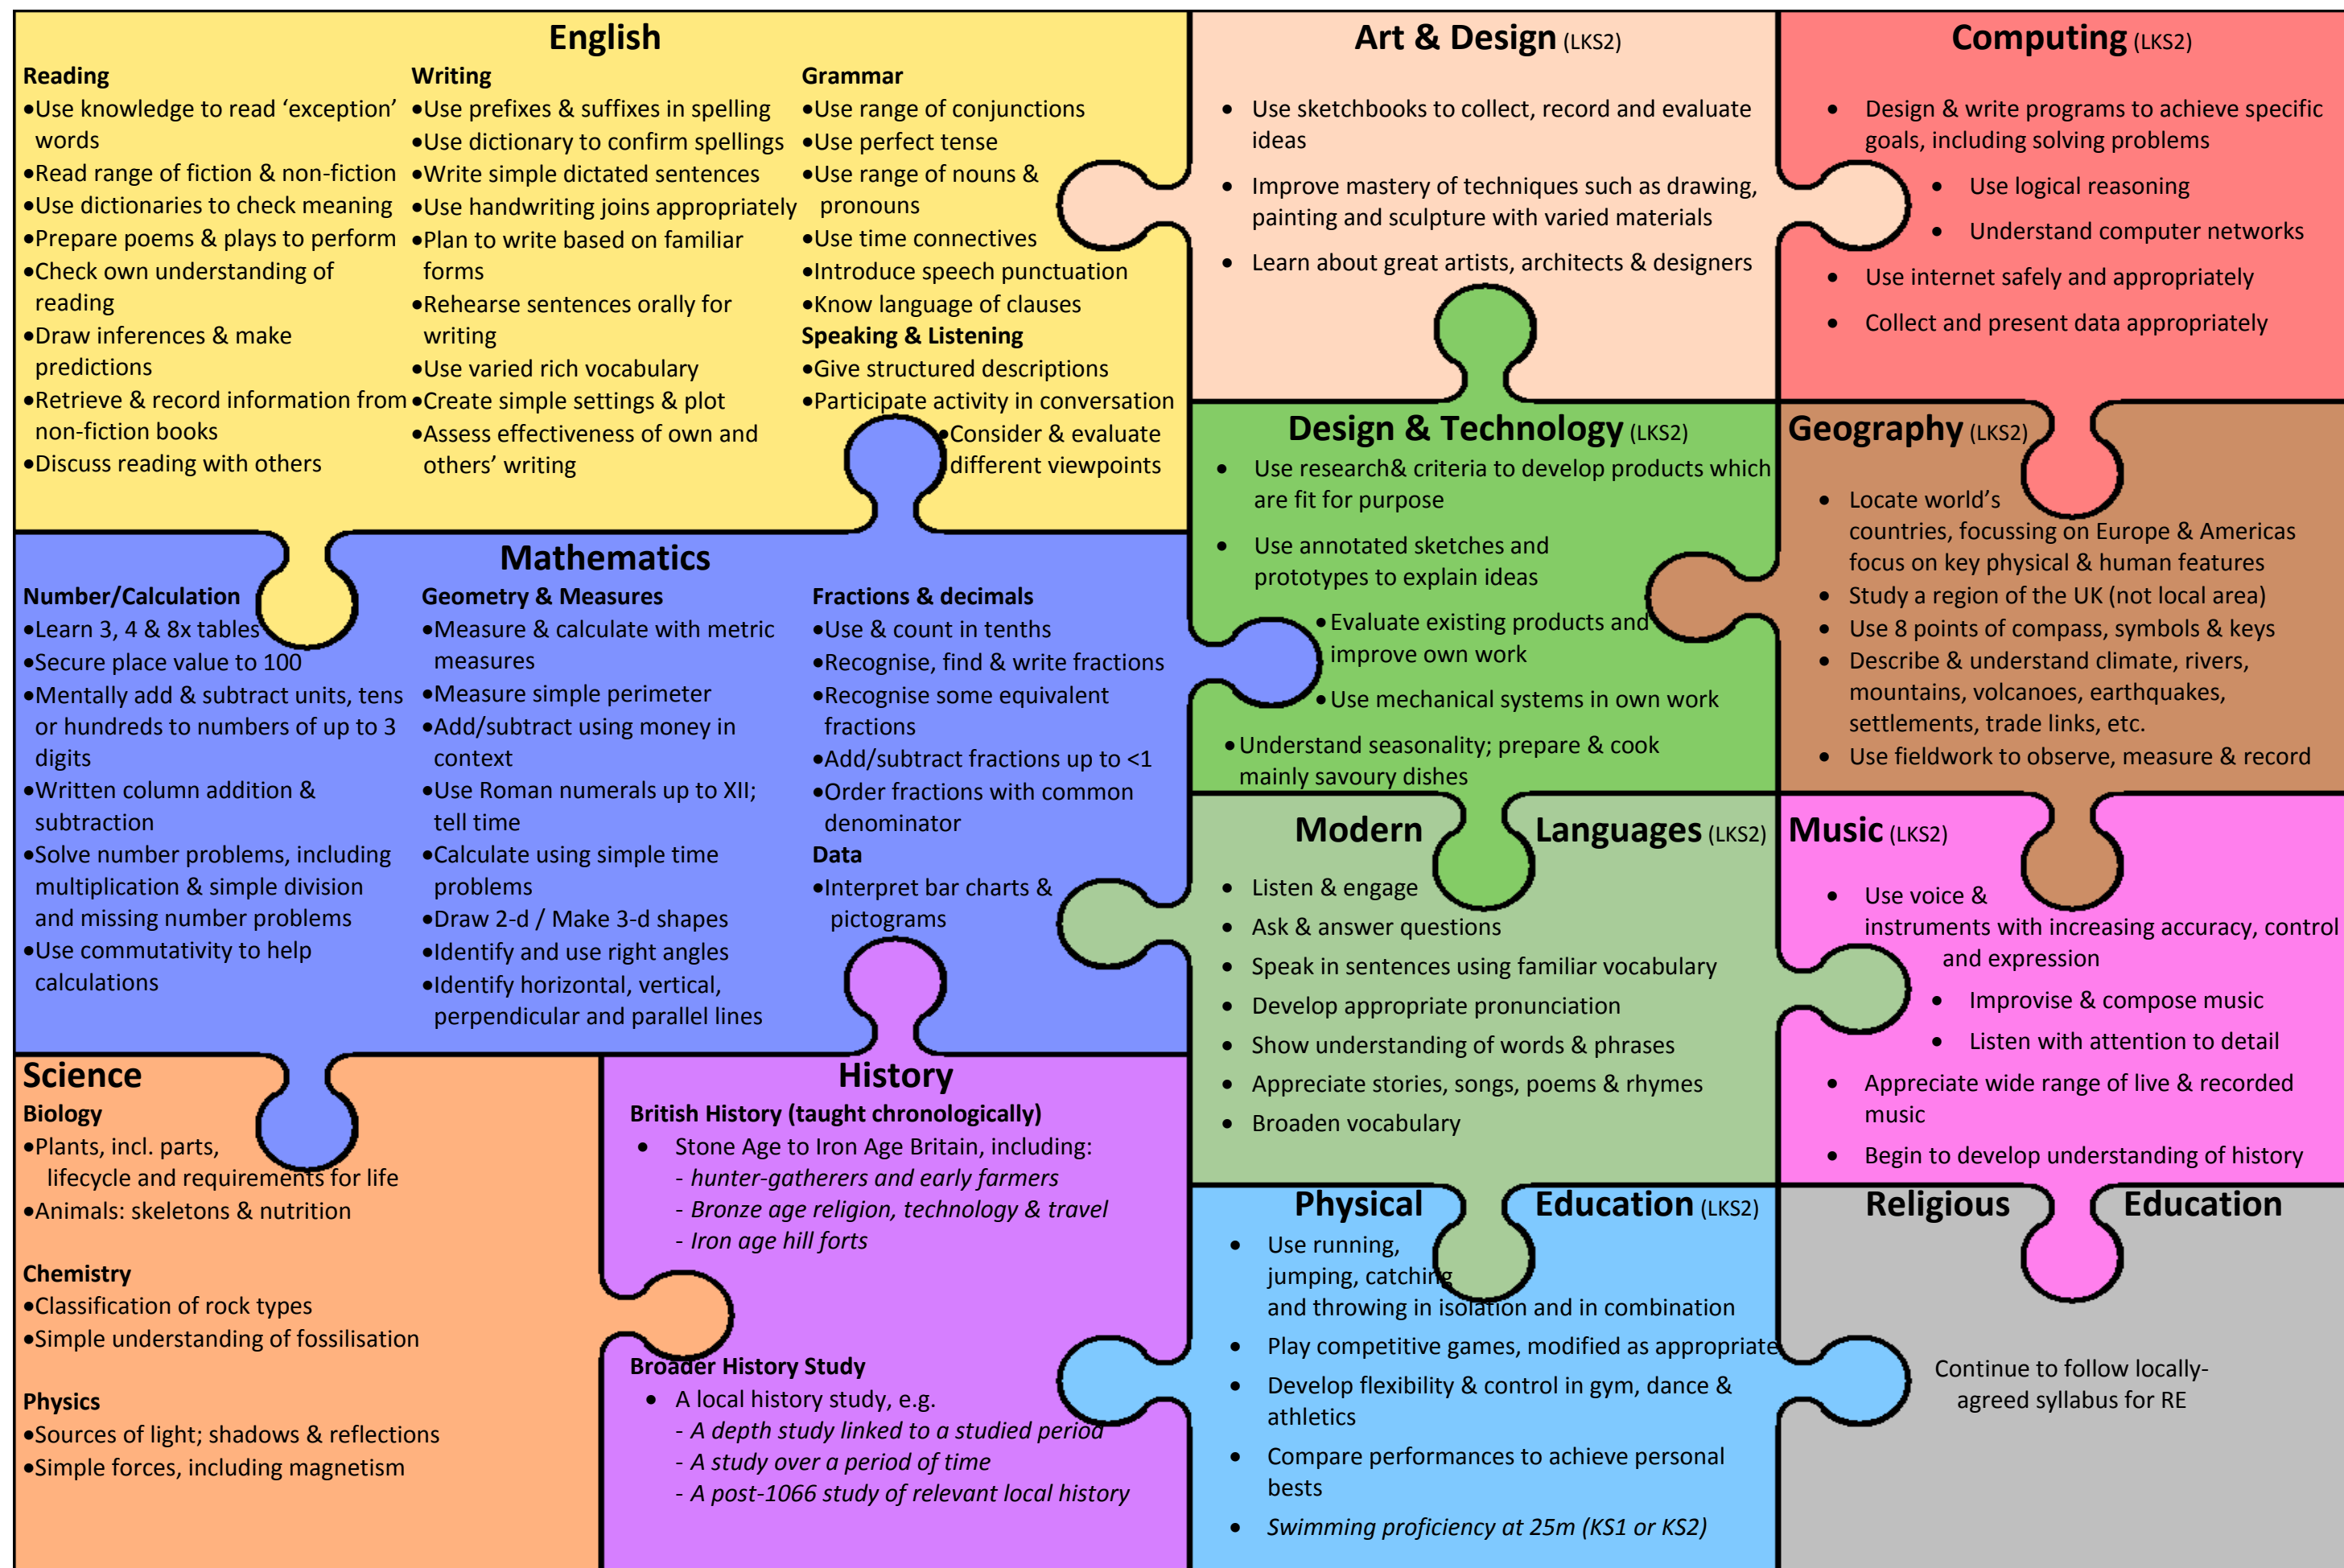 English
Reading
•Use knowledge to read ‘exception’
words
•Read range of fiction & non-fiction
•Use dictionaries to check meaning
•Prepare poems & plays to perform
•Check own understanding of
reading
•Draw inferences & make
predictions
•Retrieve & record information from
non-fiction books
•Discuss reading with others
Writing
•Use prefixes & suffixes in spelling
•Use dictionary to confirm spellings
•Write simple dictated sentences
•Use handwriting joins appropriately
•Plan to write based on familiar
forms
•Rehearse sentences orally for
writing
•Use varied rich vocabulary
•Create simple settings & plot
•Assess effectiveness of own and
others’ writing
Grammar
•Use range of conjunctions
•Use perfect tense
•Use range of nouns &
pronouns
•Use time connectives
•Introduce speech punctuation
•Know language of clauses
Speaking & Listening
•Give structured descriptions
•Participate activity in conversation
•Consider & evaluate
different viewpoints
Art & Design (LKS2)
• Use sketchbooks to collect, record and evaluate
ideas
• Improve mastery of techniques such as drawing,
painting and sculpture with varied materials
• Learn about great artists, architects & designers
Computing (LKS2)
• Design & write programs to achieve specific
goals, including solving problems
• Use logical reasoning
• Understand computer networks
• Use internet safely and appropriately
• Collect and present data appropriately
Mathematics
Number/Calculation
•Learn 3, 4 & 8x tables
•Secure place value to 100
•Mentally add & subtract units, tens
or hundreds to numbers of up to 3
digits
•Written column addition &
subtraction
•Solve number problems, including
multiplication & simple division
and missing number problems
•Use commutativity to help
calculations
Geometry & Measures
•Measure & calculate with metric
measures
•Measure simple perimeter
•Add/subtract using money in
context
•Use Roman numerals up to XII;
tell time
•Calculate using simple time
problems
•Draw 2-d / Make 3-d shapes
•Identify and use right angles
•Identify horizontal, vertical,
perpendicular and parallel lines
Fractions & decimals
•Use & count in tenths
•Recognise, find & write fractions
•Recognise some equivalent
fractions
•Add/subtract fractions up to <1
•Order fractions with common
denominator
Data
•Interpret bar charts &
pictograms
Design & Technology (LKS2)
• Use research& criteria to develop products which
are fit for purpose
• Use annotated sketches and
prototypes to explain ideas
•Evaluate existing products and
improve own work
•Use mechanical systems in own work
•Understand seasonality; prepare & cook
mainly savoury dishes
Geography (LKS2)
• Locate world’s
countries, focussing on Europe & Americas
focus on key physical & human features
• Study a region of the UK (not local area)
• Use 8 points of compass, symbols & keys
• Describe & understand climate, rivers,
mountains, volcanoes, earthquakes,
settlements, trade links, etc.
• Use fieldwork to observe, measure & record
Modern Languages (LKS2)
• Listen & engage
• Ask & answer questions
• Speak in sentences using familiar vocabulary
• Develop appropriate pronunciation
• Show understanding of words & phrases
• Appreciate stories, songs, poems & rhymes
• Broaden vocabulary
Music (LKS2)
• Use voice &
instruments with increasing accuracy, control
and expression
• Improvise & compose music
• Listen with attention to detail
• Appreciate wide range of live & recorded
music
• Begin to develop understanding of history
Science
Biology
•Plants, incl. parts,
lifecycle and requirements for life
•Animals: skeletons & nutrition
Chemistry
•Classification of rock types
•Simple understanding of fossilisation
Physics
•Sources of light; shadows & reflections
•Simple forces, including magnetism
History
British History (taught chronologically)
• Stone Age to Iron Age Britain, including:
- hunter-gatherers and early farmers
- Bronze age religion, technology & travel
- Iron age hill forts
Broader History Study
• A local history study, e.g.
- A depth study linked to a studied period
- A study over a period of time
- A post-1066 study of relevant local history
Physical Education (LKS2)
• Use running,
jumping, catching
and throwing in isolation and in combination
• Play competitive games, modified as appropriate
• Develop flexibility & control in gym, dance &
athletics
• Compare performances to achieve personal
bests
• Swimming proficiency at 25m (KS1 or KS2)
Religious Education
Continue to follow locally-
agreed syllabus for RE